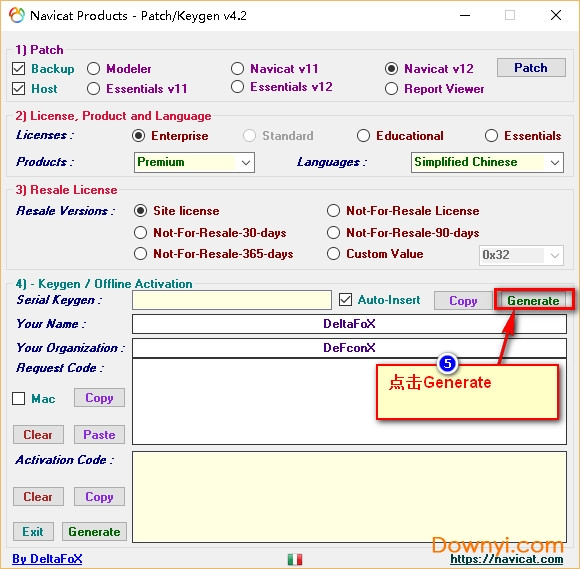 Navicat Products - Patch/Keygen v4.2
1) Patch
Backup Modeler Navicat v11 Navicat v12 Patch
Host Essentials v11 Essentials v12 Report Viewer
2) License, Product and Language
Licenses : Enterprise Standard Educational Essentials
Products : Premium Languages : Simplified Chinese
3) Resale License
Resale Versions : Site license Not-For-Resale License
Not-For-Resale-30-days Not-For-Resale-90-days
Not-For-Resale-365-days Custom Value 0x32
4) - Keygen / Offline Activation
Serial Keygen : Auto-Insert Copy Generate
Your Name : DeltaFoX
Your Organization : DeFconX
Request Code :
5
点击Generate
Mac Copy
Clear Paste
Activation Code :
Clear Copy
Exit Generate
Downyi.com
By DeltaFoX https://navicat.com